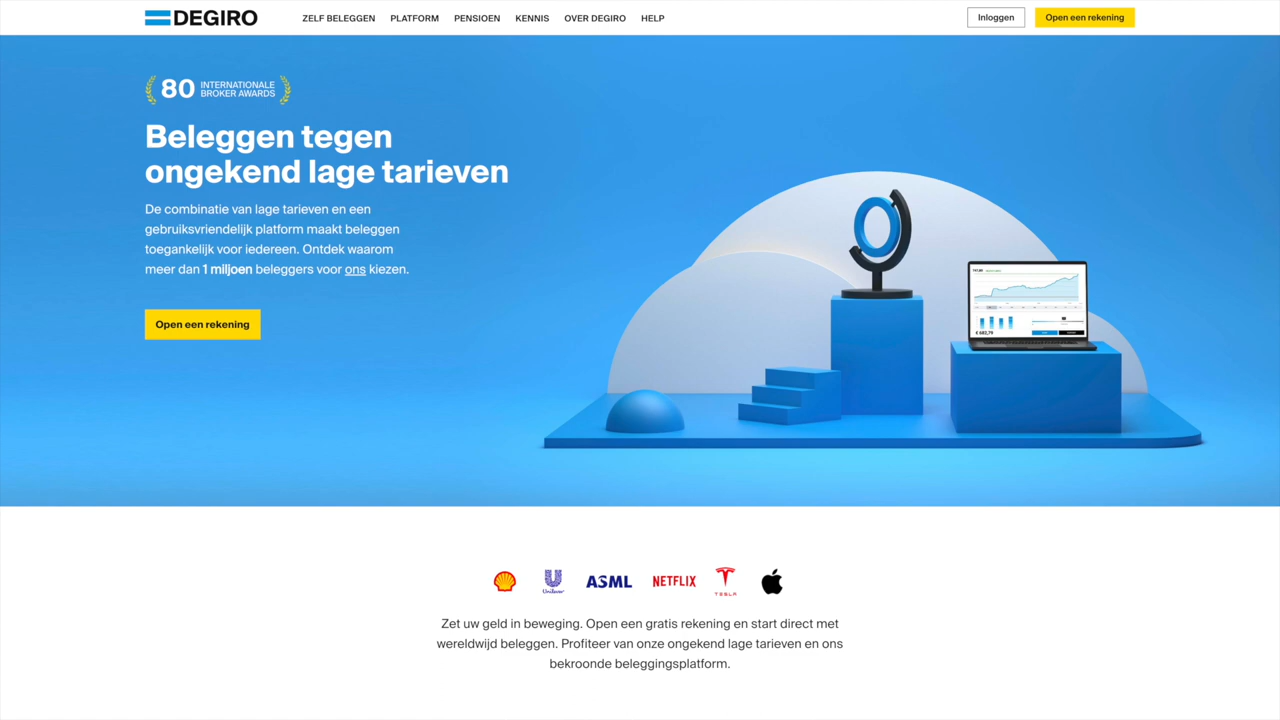 DEGIRO
ZELF BELEGGEN PLATFORM PENSIOEN KENNIS OVER DEGIRO HELP
Inloggen
Open een rekening
80 INTERNATIONALE
BROKER AWARDS
Beleggen tegen
ongekend lage tarieven
De combinatie van lage tarieven en een
gebruiksvriendelijk platform maakt beleggen
toegankelijk voor iedereen. Ontdek waarom
meer dan 1 miljoen beleggers voor ons kiezen.
Open een rekening
€ 682,79
Unilever
ASML
NETFLIX
TESLA
Zet uw geld in beweging. Open een gratis rekening en start direct met
wereldwijd beleggen. Profiteer van onze ongekend lage tarieven en ons
bekroonde beleggingsplatform.